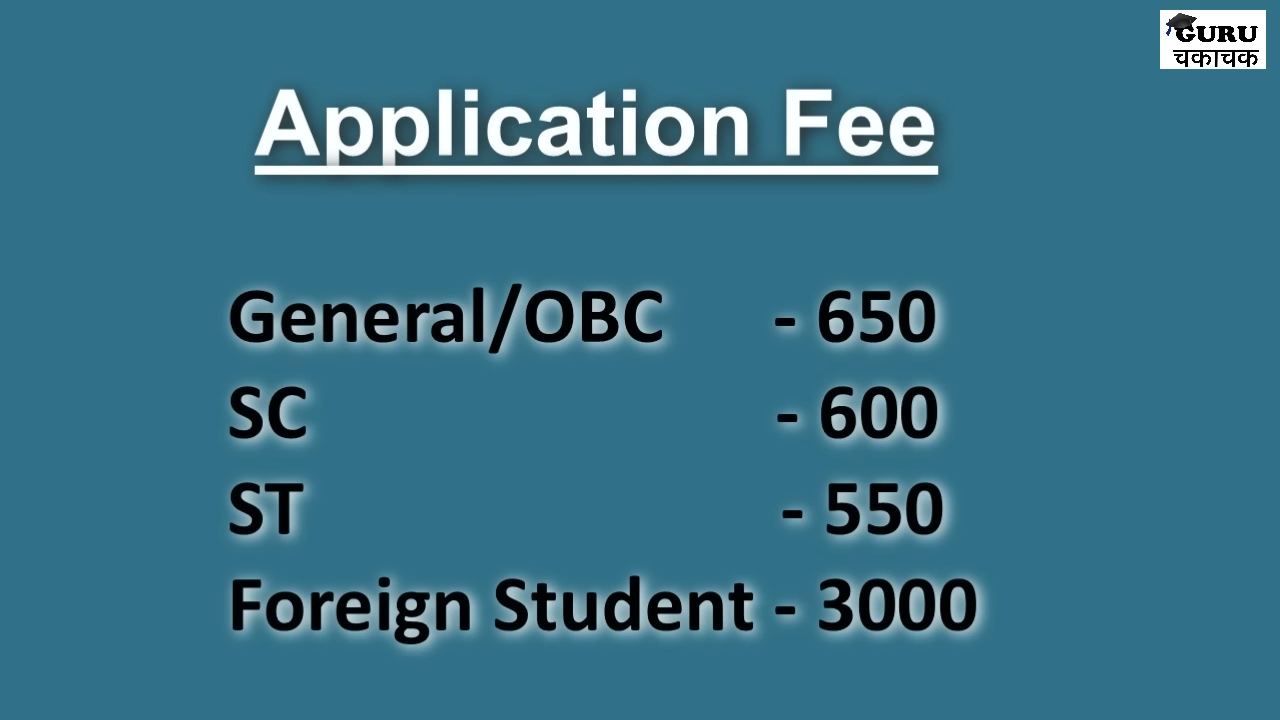 GURU
चकाचक
Application Fee
General/OBC - 650
SC - 600
ST - 550
Foreign Student - 3000